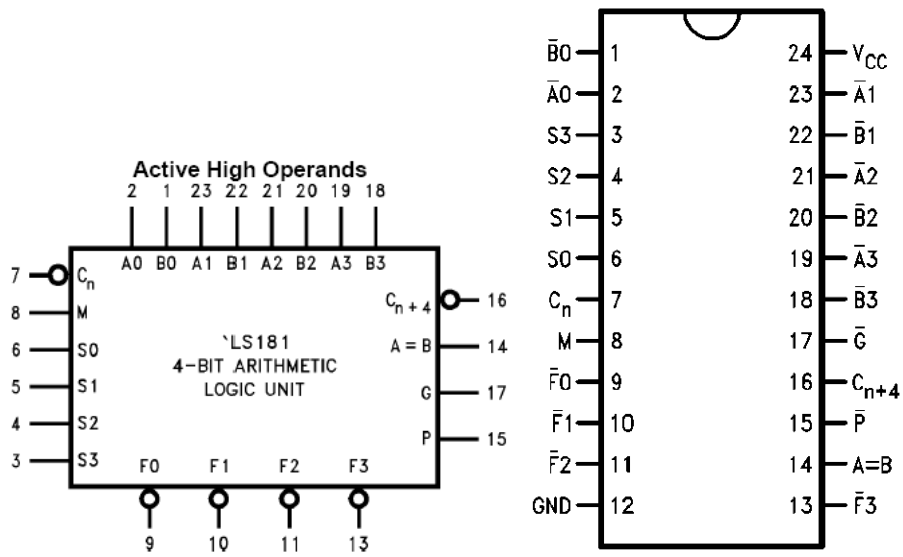 Active High Operands
2 1 23 22 21 20 19 18
A0 B0 A1 B1 A2 B2 A3 B3
7 Cn
Cn+4 16
8 M
`LS181
A=B 14
6 S0
4-BIT ARITHMETIC
LOGIC UNIT
5 S1
G 17
4 S2
P 15
3 S3
F0 F1 F2 F3
9 10 11 13
B̅0 1 24 VCC
A̅0 2 23 A̅1
S3 3 22 B̅1
S2 4 21 A̅2
S1 5 20 B̅2
S0 6 19 A̅3
Cn 7 18 B̅3
M 8 17 G̅
F̅0 9 16 Cn+4
F̅1 10 15 P̅
F̅2 11 14 A=B
GND 12 13 F̅3